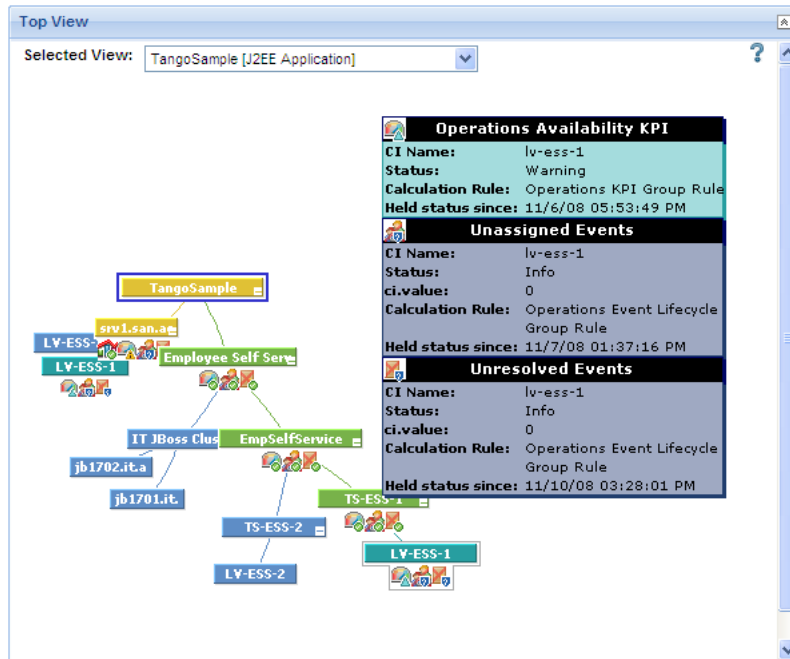 Top View
Selected View: TangoSample [J2EE Application]
?
Operations Availability KPI
CI Name: lv-ess-1
Status: Warning
Calculation Rule: Operations KPI Group Rule
Held status since: 11/6/08 05:53:49 PM
Unassigned Events
CI Name: lv-ess-1
Status: Info
ci.value: 0
Calculation Rule: Operations Event Lifecycle
Group Rule
Held status since: 11/7/08 01:37:16 PM
Unresolved Events
CI Name: lv-ess-1
Status: Info
ci.value: 0
Calculation Rule: Operations Event Lifecycle
Group Rule
Held status since: 11/10/08 03:28:01 PM
TangoSample
srv1.san.ae
LV-ESS-
LV-ESS-1
Employee Self Serv
IT JBoss Clus
EmpSelfService
jb1702.it.a
jb1701.it.
TS-ESS-1
TS-ESS-2
LV-ESS-1
LV-ESS-2